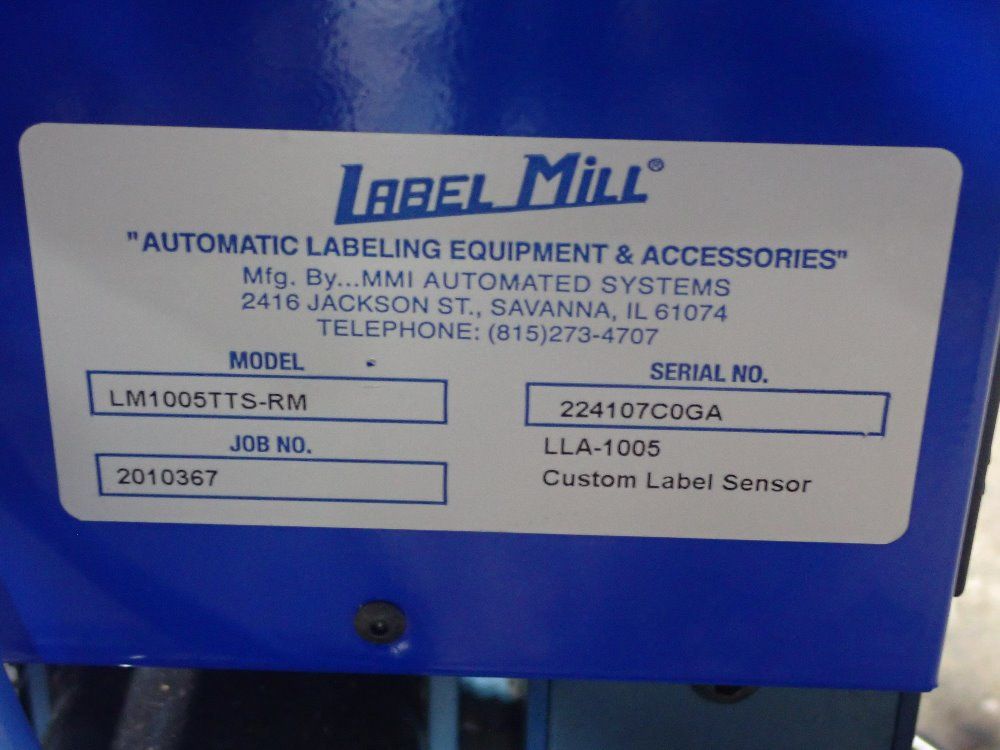 LABEL MILL®
"AUTOMATIC LABELING EQUIPMENT & ACCESSORIES"
Mfg. By...MMI AUTOMATED SYSTEMS
2416 JACKSON ST., SAVANNA, IL 61074
TELEPHONE: (815)273-4707
MODEL
LM1005TTS-RM
JOB NO.
2010367
SERIAL NO.
224107C0GA
LLA-1005
Custom Label Sensor